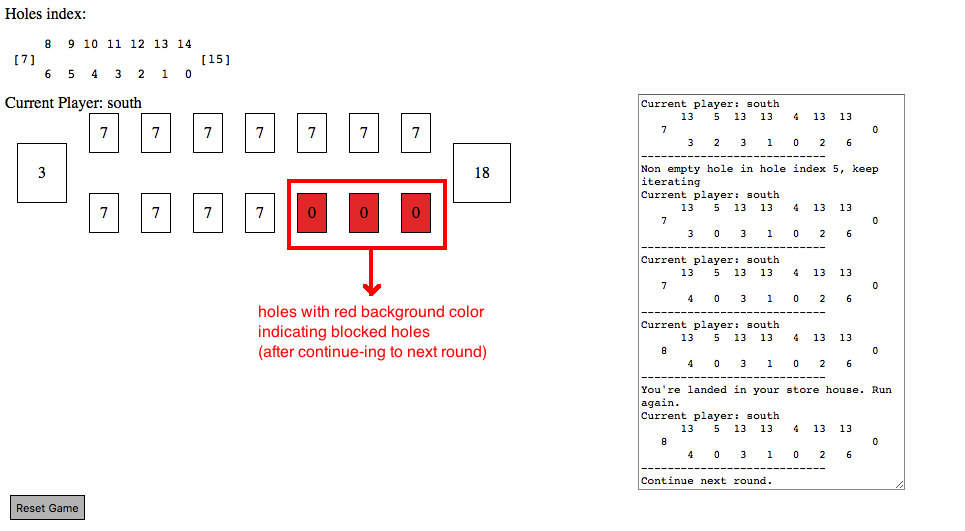 Holes index:
8 9 10 11 12 13 14
[7] [15]
6 5 4 3 2 1 0
Current Player: south
7 7 7 7 7 7 7
3 18
7 7 7 7 0 0 0
holes with red background color
indicating blocked holes
(after continue-ing to next round)
Reset Game
Current player: south
13 5 13 13 4 13 13
7 0
3 2 3 1 0 2 6
----------------------------
Non empty hole in hole index 5, keep
iterating
Current player: south
13 5 13 13 4 13 13
7 0
3 0 3 1 0 2 6
----------------------------
Current player: south
13 5 13 13 4 13 13
7 0
4 0 3 1 0 2 6
----------------------------
Current player: south
13 5 13 13 4 13 13
8 0
4 0 3 1 0 2 6
----------------------------
You're landed in your store house. Run
again.
Current player: south
13 5 13 13 4 13 13
8 0
4 0 3 1 0 2 6
----------------------------
Continue next round.